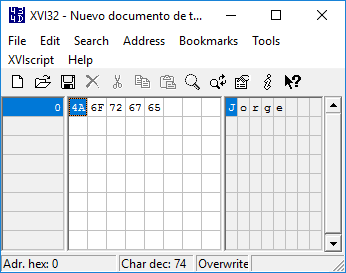 XVI32 - Nuevo documento de t...
File Edit Search Address Bookmarks Tools
XVIscript Help
0 4A 6F 72 67 65 J o r g e
Adr. hex: 0 Char dec: 74 Overwrite